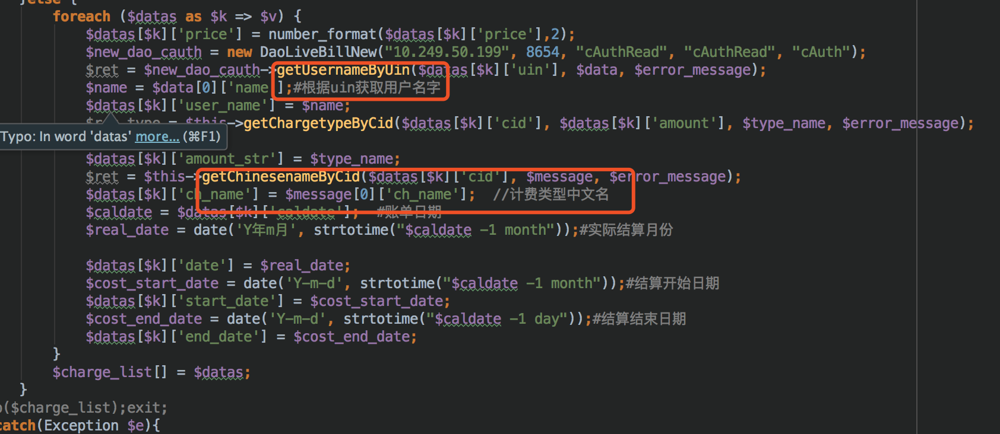 }else {
foreach ($datas as $k => $v) {
$datas[$k]['price'] = number_format($datas[$k]['price'],2);
$new_dao_cauth = new DaoLiveBillNew("10.249.50.199", 8654, "cAuthRead", "cAuthRead", "cAuth");
$ret = $new_dao_cauth->getUsernameByUin($datas[$k]['uin'], $data, $error_message);
$name = $data[0]['name'];#根据uin获取用户名字
$datas[$k]['user_name'] = $name;
= $this->getChargetypeByCid($datas[$k]['cid'], $datas[$k]['amount'], $type_name, $error_message);
Typo: In word 'datas' more... (⌘F1)
$datas[$k]['amount_str'] = $type_name;
$ret = $this->getChinesenameByCid($datas[$k]['cid'], $message, $error_message);
$datas[$k]['ch_name'] = $message[0]['ch_name'];  //计费类型中文名
$caldate = $datas[$k]['caldate'];  #账单日期
$real_date = date('Y年m月', strtotime("$caldate -1 month"));#实际结算月份
$datas[$k]['date'] = $real_date;
$cost_start_date = date('Y-m-d', strtotime("$caldate -1 month"));#结算开始日期
$datas[$k]['start_date'] = $cost_start_date;
$cost_end_date = date('Y-m-d', strtotime("$caldate -1 day"));#结算结束日期
$datas[$k]['end_date'] = $cost_end_date;
}
$charge_list[] = $datas;
}
($charge_list);exit;
catch(Exception $e){